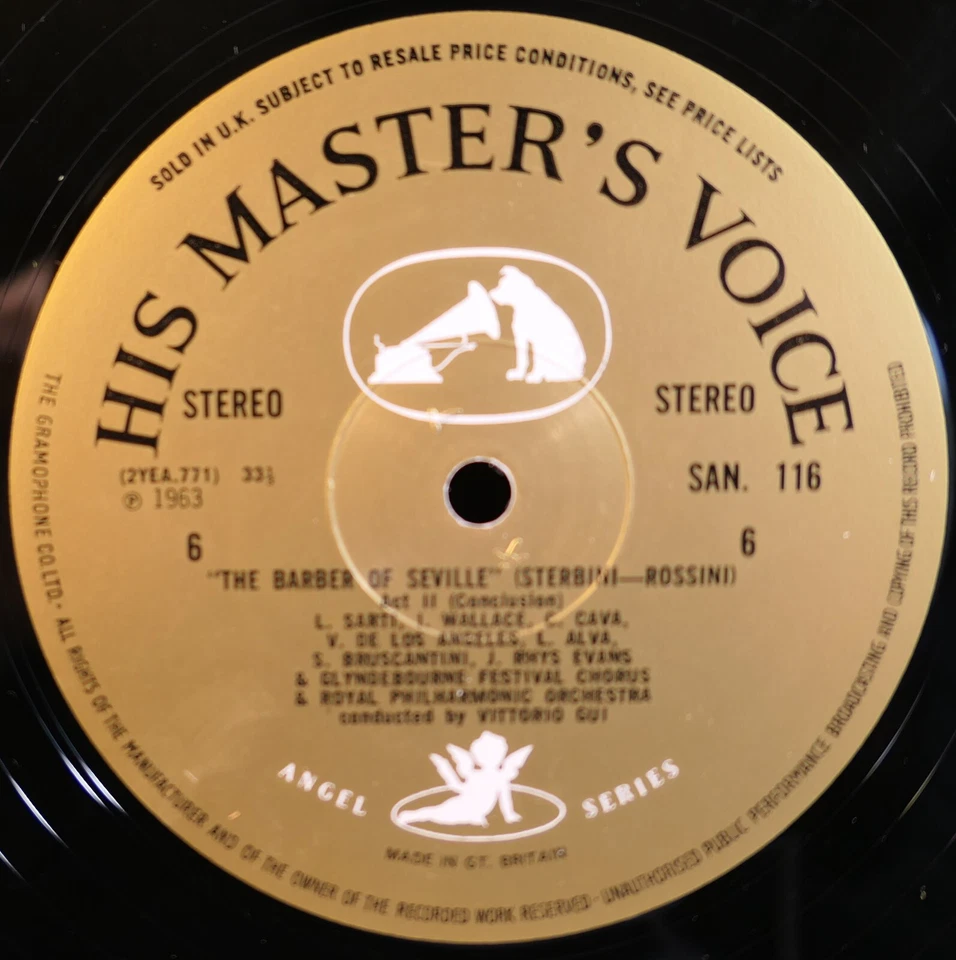 SOLD IN U.K. SUBJECT TO RESALE PRICE CONDITIONS, SEE PRICE LISTS
HIS MASTER'S VOICE
STEREO STEREO
(2YEA.771) 33⅓ SAN. 116
℗ 1963
6 6
"THE BARBER OF SEVILLE" (STERBINI—ROSSINI)
Act II (Conclusion)
L. SARTI, I. WALLACE, C. CAVA,
V. DE LOS ANGELES, L. ALVA,
S. BRUSCANTINI, J. RHYS EVANS
& GLYNDEBOURNE FESTIVAL CHORUS
& ROYAL PHILHARMONIC ORCHESTRA
conducted by VITTORIO GUI
ANGEL SERIES
MADE IN GT. BRITAIN
THE GRAMOPHONE CO.LTD. • ALL RIGHTS OF THE MANUFACTURER AND OF THE OWNER OF THE RECORDED WORK RESERVED • UNAUTHORISED PUBLIC PERFORMANCE BROADCASTING AND COPYING OF THIS RECORD PROHIBITED